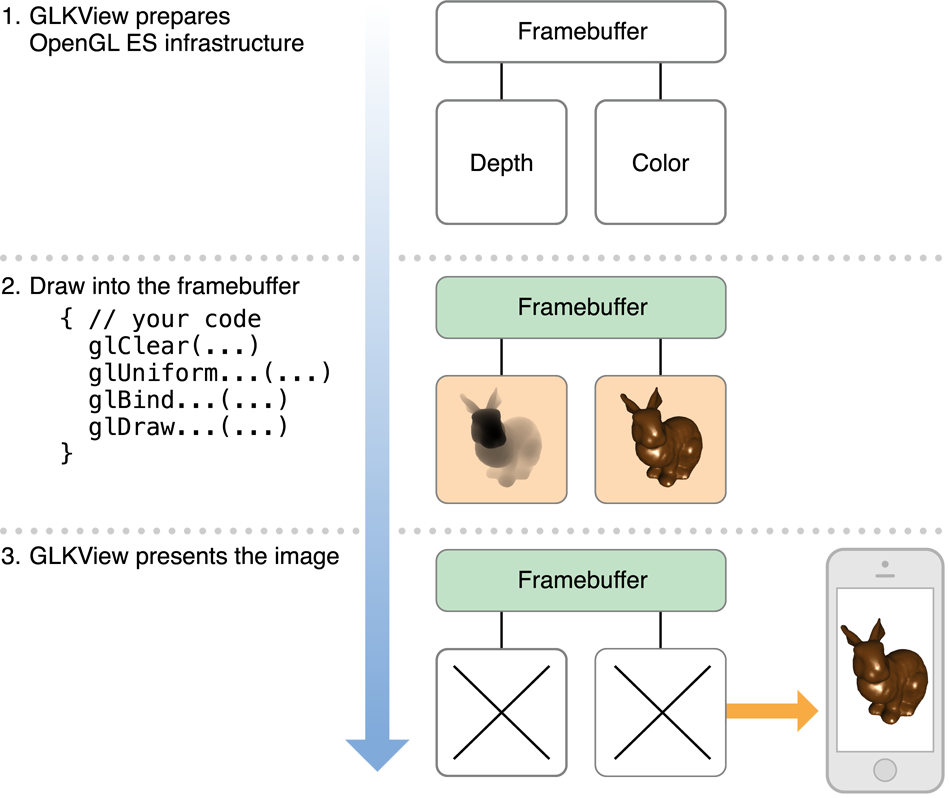 1. GLKView prepares
OpenGL ES infrastructure
Framebuffer
Depth
Color
2. Draw into the framebuffer
{ // your code
glClear(...)
glUniform...(...)
glBind...(...)
glDraw...(...)
}
Framebuffer
3. GLKView presents the image
Framebuffer